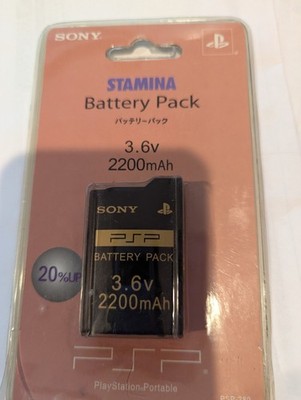 SONY
STAMINA
Battery Pack
バッテリーパック
3.6v
2200mAh
SONY
PSP
BATTERY PACK
3.6v
2200mAh
20%UP
PSP
PlayStation Portable